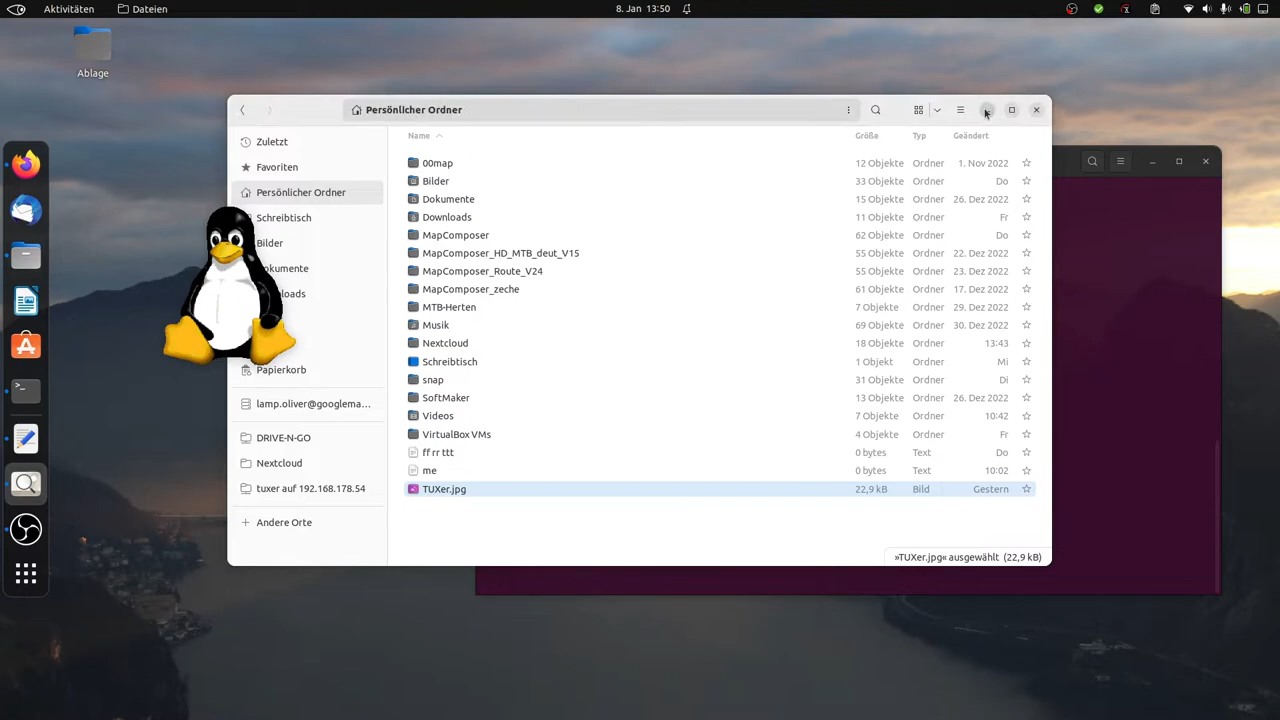 Aktivitäten Dateien 8. Jan 13:50
Ablage
Persönlicher Ordner
Name Größe Typ Geändert
Zuletzt
Favoriten
Persönlicher Ordner
Schreibtisch
Bilder
okumente
loads
Papierkorb
lamp.oliver@googlema…
DRIVE-N-GO
Nextcloud
tuxer auf 192.168.178.54
+ Andere Orte
00map 12 Objekte Ordner 1. Nov 2022
Bilder 33 Objekte Ordner Do
Dokumente 15 Objekte Ordner 26. Dez 2022
Downloads 11 Objekte Ordner Fr
MapComposer 62 Objekte Ordner Do
MapComposer_HD_MTB_deut_V15 55 Objekte Ordner 22. Dez 2022
MapComposer_Route_V24 55 Objekte Ordner 23. Dez 2022
MapComposer_zeche 61 Objekte Ordner 17. Dez 2022
MTB-Herten 7 Objekte Ordner 29. Dez 2022
Musik 69 Objekte Ordner 30. Dez 2022
Nextcloud 18 Objekte Ordner 13:43
Schreibtisch 1 Objekt Ordner Mi
snap 31 Objekte Ordner Di
SoftMaker 13 Objekte Ordner 26. Dez 2022
Videos 7 Objekte Ordner 10:42
VirtualBox VMs 4 Objekte Ordner Fr
ff rr ttt 0 bytes Text Do
me 0 bytes Text 10:02
TUXer.jpg 22,9 kB Bild Gestern
»TUXer.jpg« ausgewählt (22,9 kB)